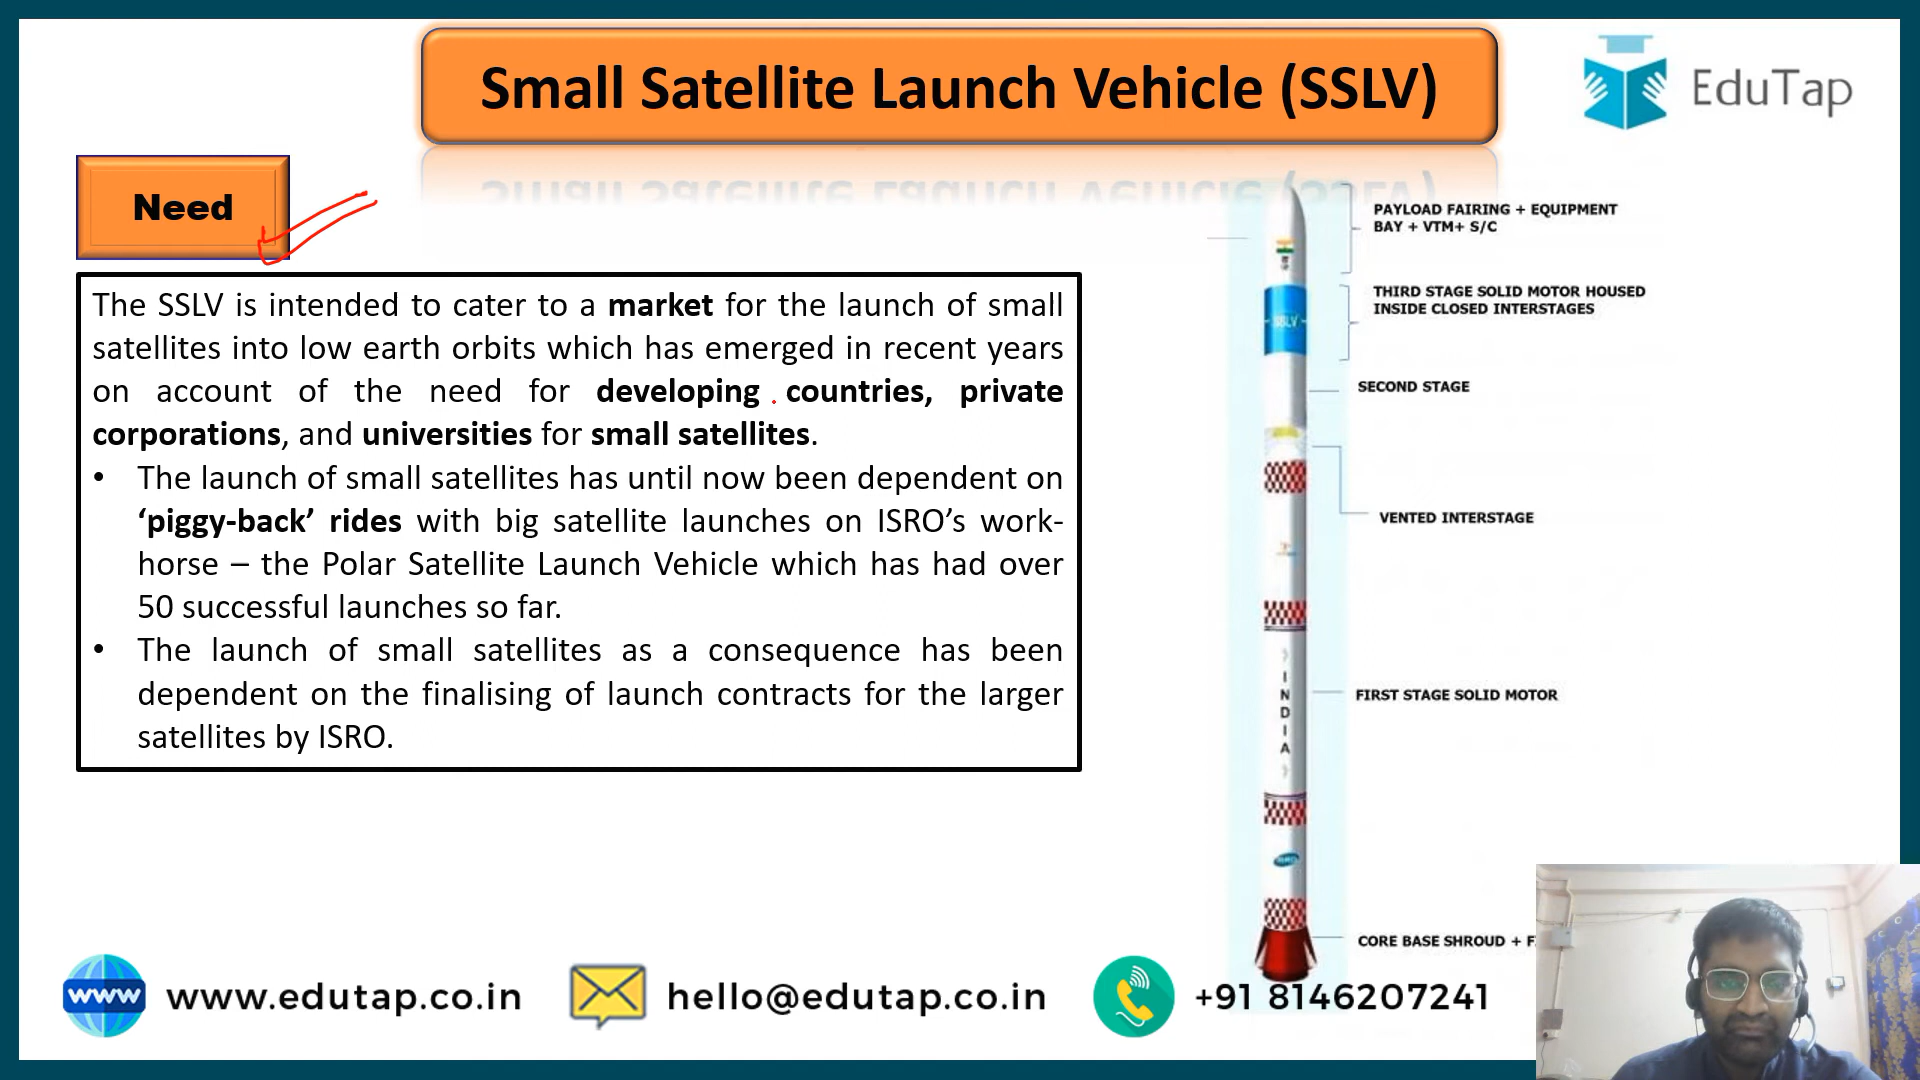 Small Satellite Launch Vehicle (SSLV)
EduTap
Need
The SSLV is intended to cater to a market for the launch of small
satellites into low earth orbits which has emerged in recent years
on account of the need for developing countries, private
corporations, and universities for small satellites.
• The launch of small satellites has until now been dependent on
‘piggy-back’ rides with big satellite launches on ISRO’s work-
horse – the Polar Satellite Launch Vehicle which has had over
50 successful launches so far.
• The launch of small satellites as a consequence has been
dependent on the finalising of launch contracts for the larger
satellites by ISRO.
PAYLOAD FAIRING + EQUIPMENT
BAY + VTM+ S/C
THIRD STAGE SOLID MOTOR HOUSED
INSIDE CLOSED INTERSTAGES
SSLV
SECOND STAGE
VENTED INTERSTAGE
FIRST STAGE SOLID MOTOR
INDIA
CORE BASE SHROUD +
www
www.edutap.co.in
hello@edutap.co.in
+91 8146207241